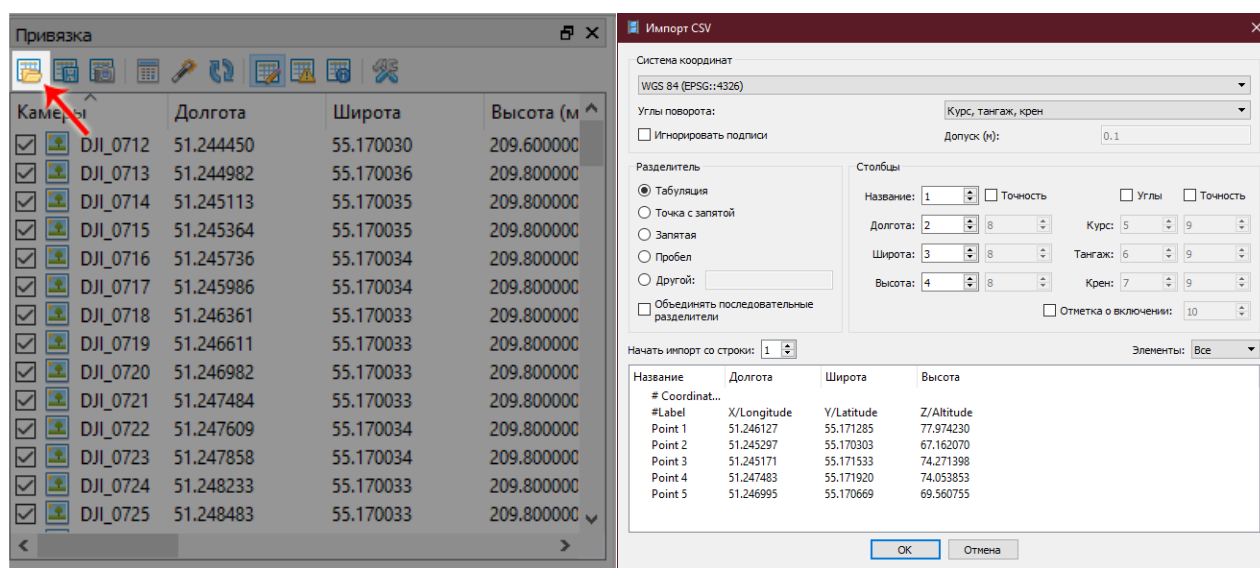 Привязка
Камеры Долгота Широта Высота (м
DJI_0712 51.244450 55.170030 209.600000
DJI_0713 51.244982 55.170036 209.800000
DJI_0714 51.245113 55.170035 209.800000
DJI_0715 51.245364 55.170035 209.800000
DJI_0716 51.245736 55.170034 209.800000
DJI_0717 51.245986 55.170034 209.800000
DJI_0718 51.246361 55.170033 209.800000
DJI_0719 51.246611 55.170033 209.800000
DJI_0720 51.246982 55.170033 209.800000
DJI_0721 51.247484 55.170033 209.800000
DJI_0722 51.247609 55.170034 209.800000
DJI_0723 51.247858 55.170034 209.800000
DJI_0724 51.248233 55.170033 209.800000
DJI_0725 51.248483 55.170033 209.800000
Импорт CSV
Система координат
WGS 84 (EPSG::4326)
Углы поворота: Курс, тангаж, крен
Игнорировать подписи Допуск (м): 0.1
Разделитель
Табуляция
Точка с запятой
Запятая
Пробел
Другой:
Объединять последовательные
разделители
Столбцы
Название: 1 Точность Углы Точность
Долгота: 2 8 Курс: 5 9
Широта: 3 8 Тангаж: 6 9
Высота: 4 8 Крен: 7 9
Отметка о включении: 10
Начать импорт со строки: 1 Элементы: Все
Название Долгота Широта Высота
# Coordinat...
#Label X/Longitude Y/Latitude Z/Altitude
Point 1 51.246127 55.171285 77.974230
Point 2 51.245297 55.170303 67.162070
Point 3 51.245171 55.171533 74.271398
Point 4 51.247483 55.171920 74.053853
Point 5 51.246995 55.170669 69.560755
OK Отмена